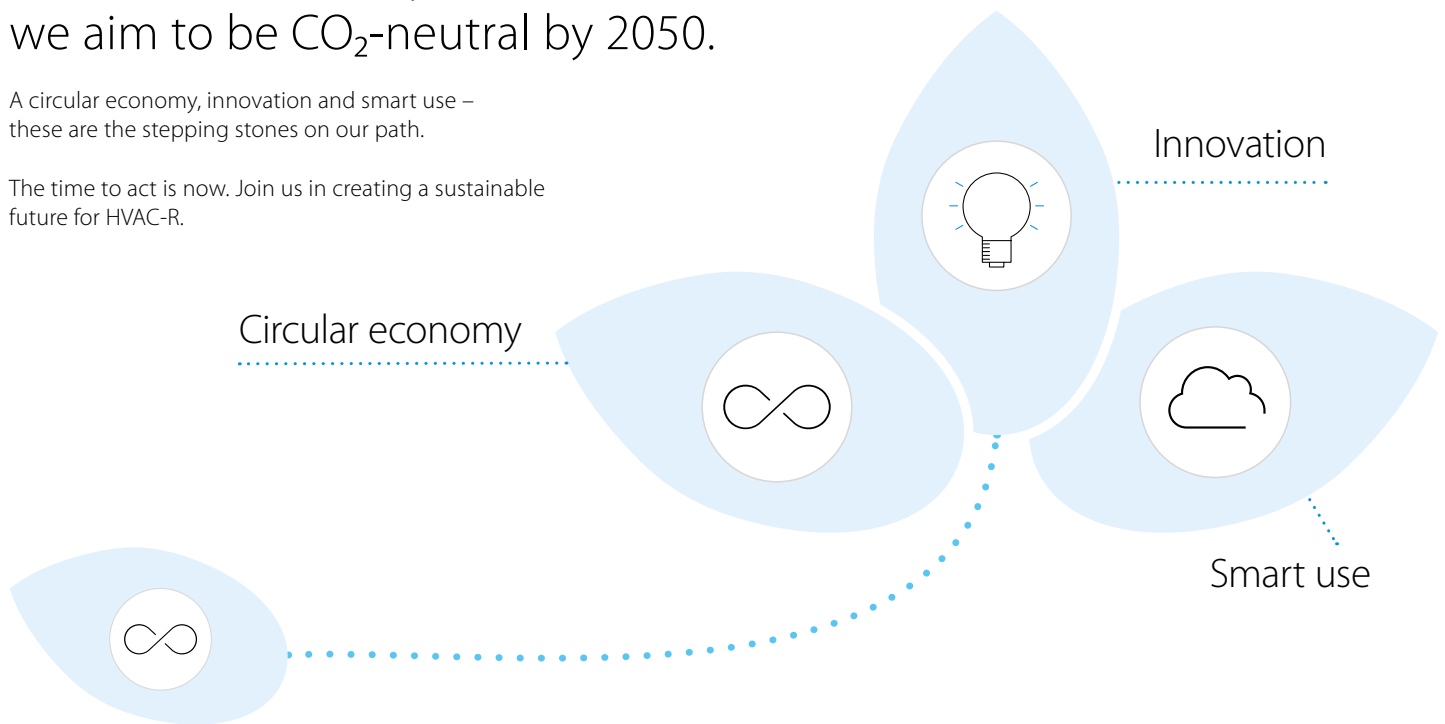 we aim to be CO₂-neutral by 2050.
A circular economy, innovation and smart use –
these are the stepping stones on our path.
The time to act is now. Join us in creating a sustainable
future for HVAC-R.
Innovation
Circular economy
Smart use